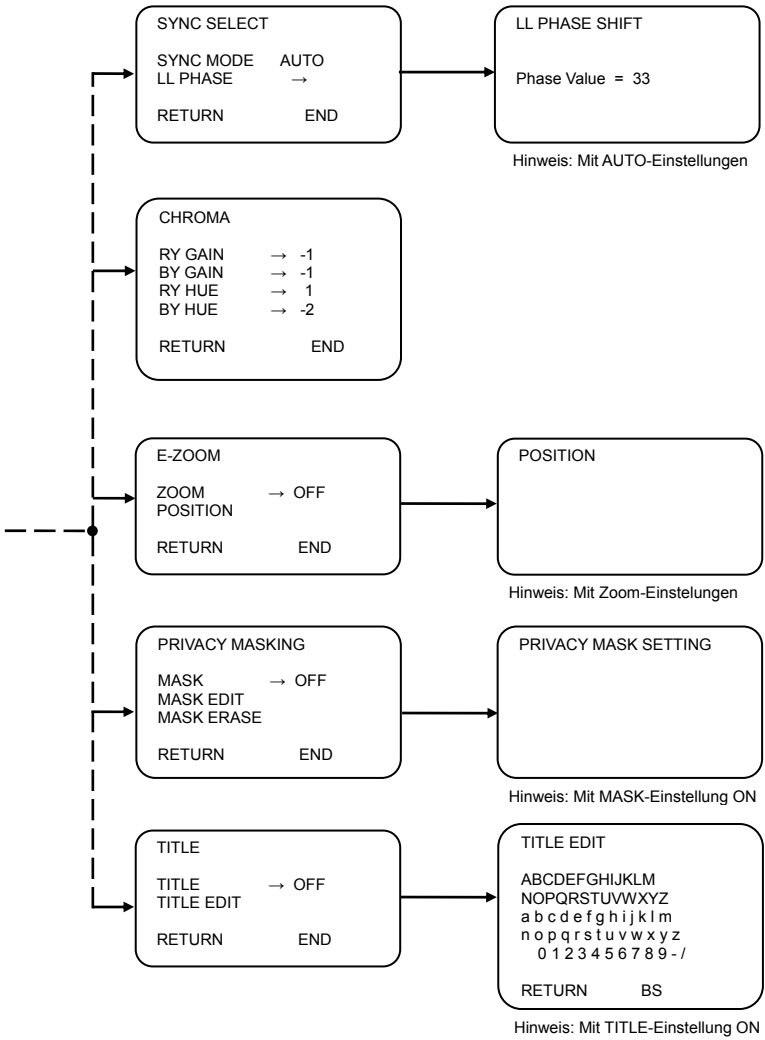 SYNC SELECT
SYNC MODE AUTO
LL PHASE →
RETURN END
LL PHASE SHIFT
Phase Value = 33
Hinweis: Mit AUTO-Einstellungen
CHROMA
RY GAIN → -1
BY GAIN → -1
RY HUE → 1
BY HUE → -2
RETURN END
E-ZOOM
ZOOM → OFF
POSITION
RETURN END
POSITION
Hinweis: Mit Zoom-Einstelungen
PRIVACY MASKING
MASK → OFF
MASK EDIT
MASK ERASE
RETURN END
PRIVACY MASK SETTING
Hinweis: Mit MASK-Einstellung ON
TITLE
TITLE → OFF
TITLE EDIT
RETURN END
TITLE EDIT
ABCDEFGHIJKLM
NOPQRSTUVWXYZ
a b c d e f g h i j k l m
n o p q r s t u v w x y z
0 1 2 3 4 5 6 7 8 9 - /
RETURN BS
Hinweis: Mit TITLE-Einstellung ON